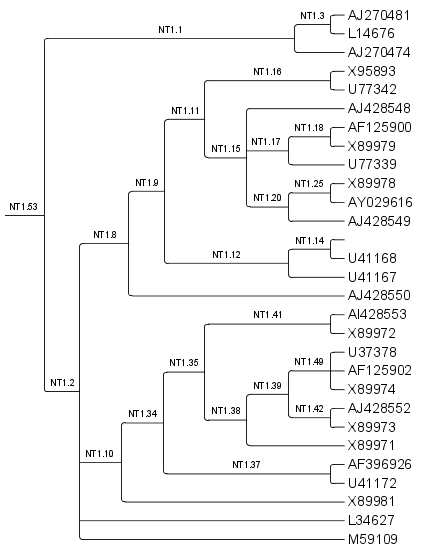 NT1.3 AJ270481
NT1.1 L14676
AJ270474
NT1.16 X95893
U77342
NT1.11 AJ428548
NT1.18 AF125900
NT1.15 NT1.17 X89979
U77339
NT1.9 NT1.25 X89978
NT1.20 AY029616
NT1.53 AJ428549
NT1.8 NT1.14
NT1.12 U41168
U41167
AJ428550
NT1.41 AI428553
X89972
NT1.35 U37378
NT1.49 AF125902
NT1.2 NT1.39 X89974
NT1.34 NT1.38 NT1.42 AJ428552
X89973
NT1.10 X89971
NT1.37 AF396926
U41172
X89981
L34627
M59109